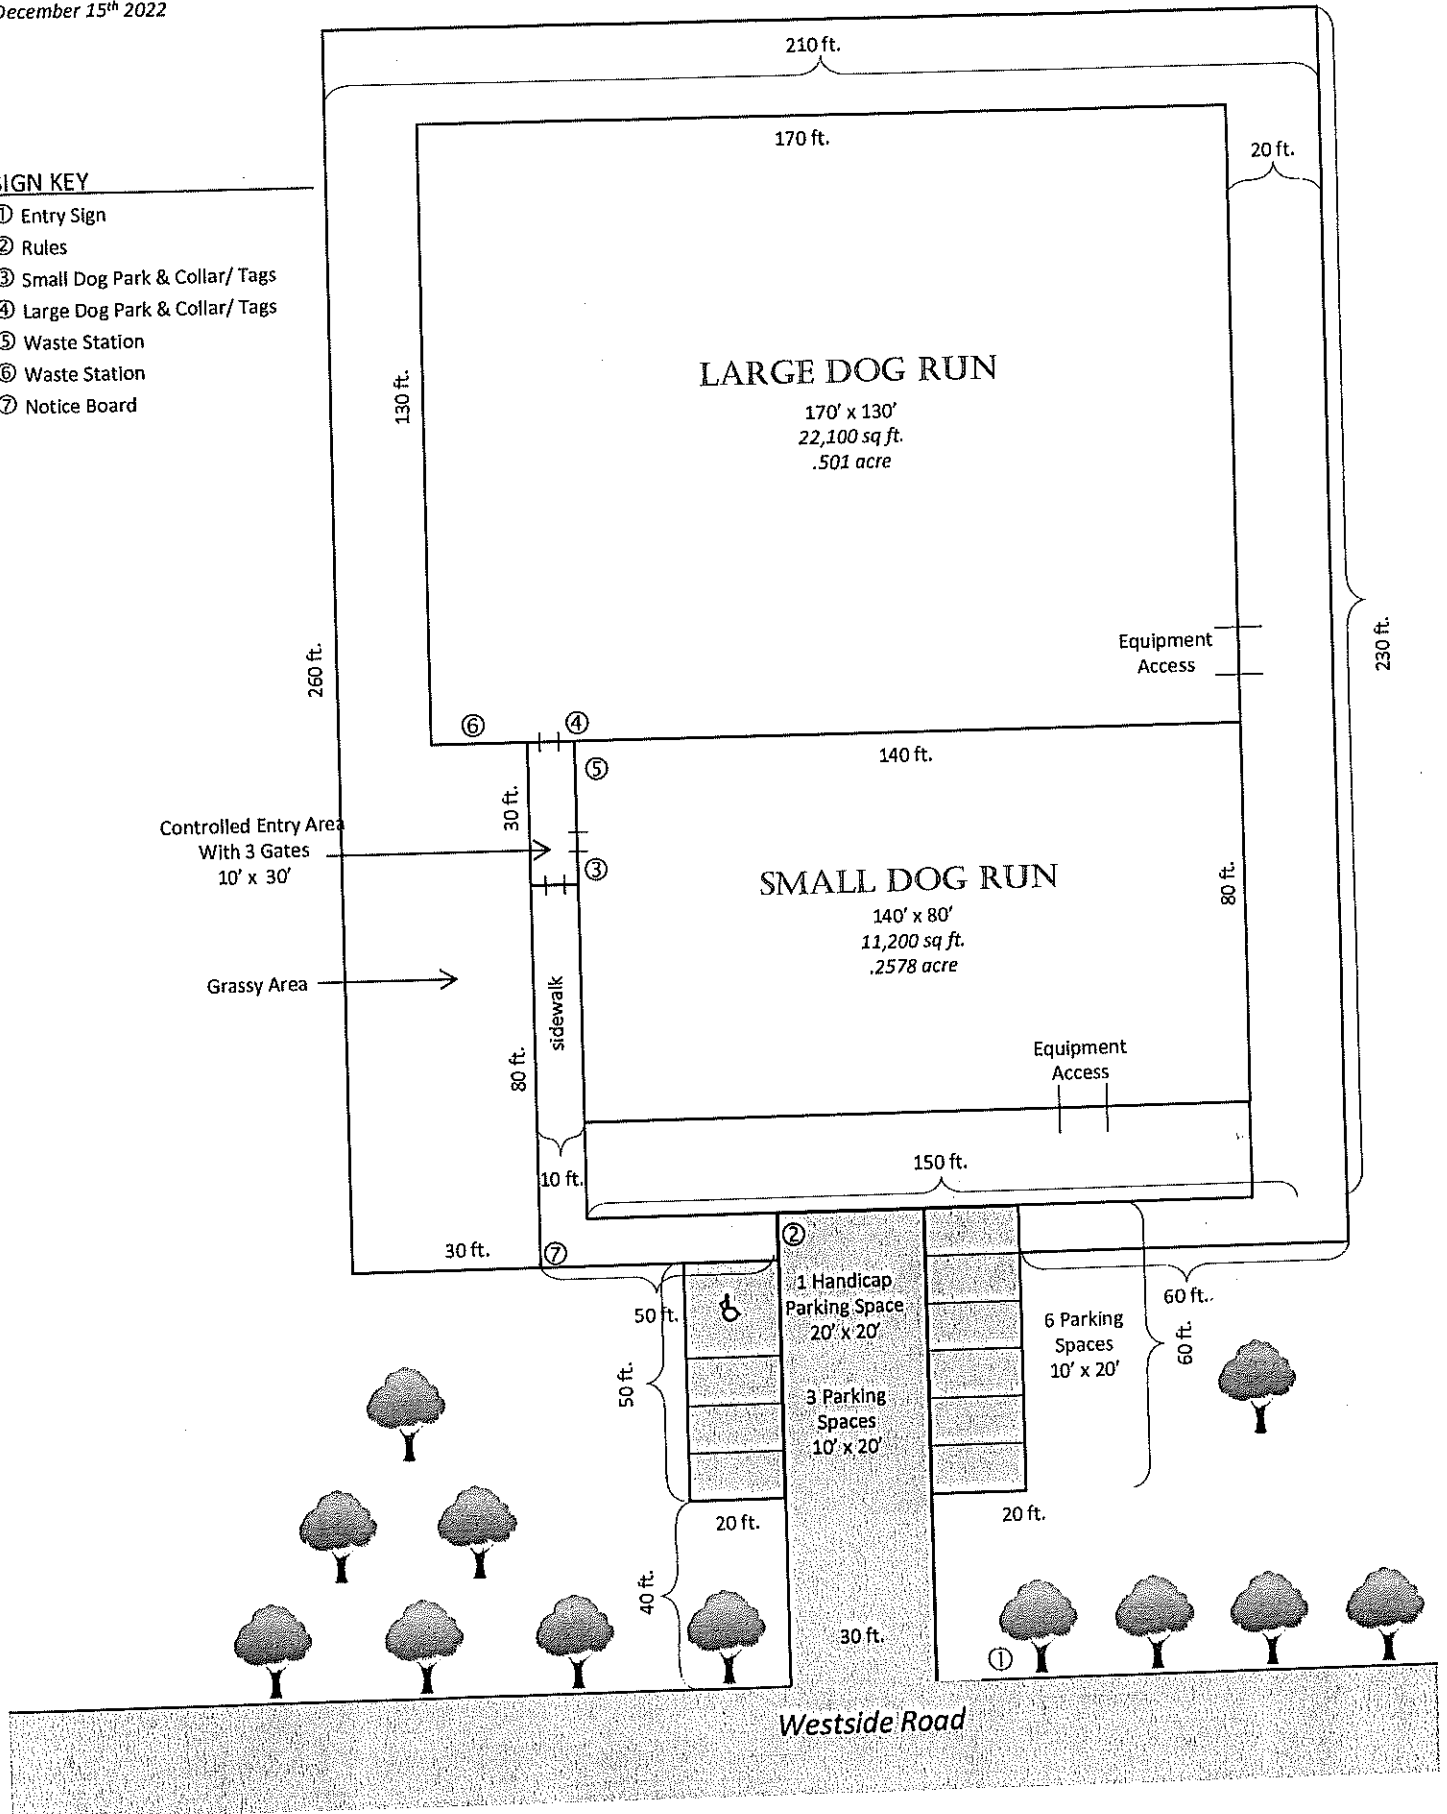 December 15th 2022
210 ft.
170 ft.
20 ft.
SIGN KEY
① Entry Sign
② Rules
③ Small Dog Park & Collar/ Tags
④ Large Dog Park & Collar/ Tags
⑤ Waste Station
⑥ Waste Station
⑦ Notice Board
130 ft.
LARGE DOG RUN
170' x 130'
22,100 sq ft.
.501 acre
260 ft.
230 ft.
Equipment
Access
⑥
④
140 ft.
⑤
30 ft.
Controlled Entry Area
With 3 Gates
10' x 30'
③
SMALL DOG RUN
140' x 80'
11,200 sq ft.
.2578 acre
80 ft.
Grassy Area
sidewalk
80 ft.
Equipment
Access
10 ft.
150 ft.
30 ft.
⑦
②
50 ft.
1 Handicap
Parking Space
20' x 20'
60 ft.
6 Parking
Spaces
10' x 20'
60 ft.
50 ft.
3 Parking
Spaces
10' x 20'
20 ft.
20 ft.
40 ft.
30 ft.
①
Westside Road